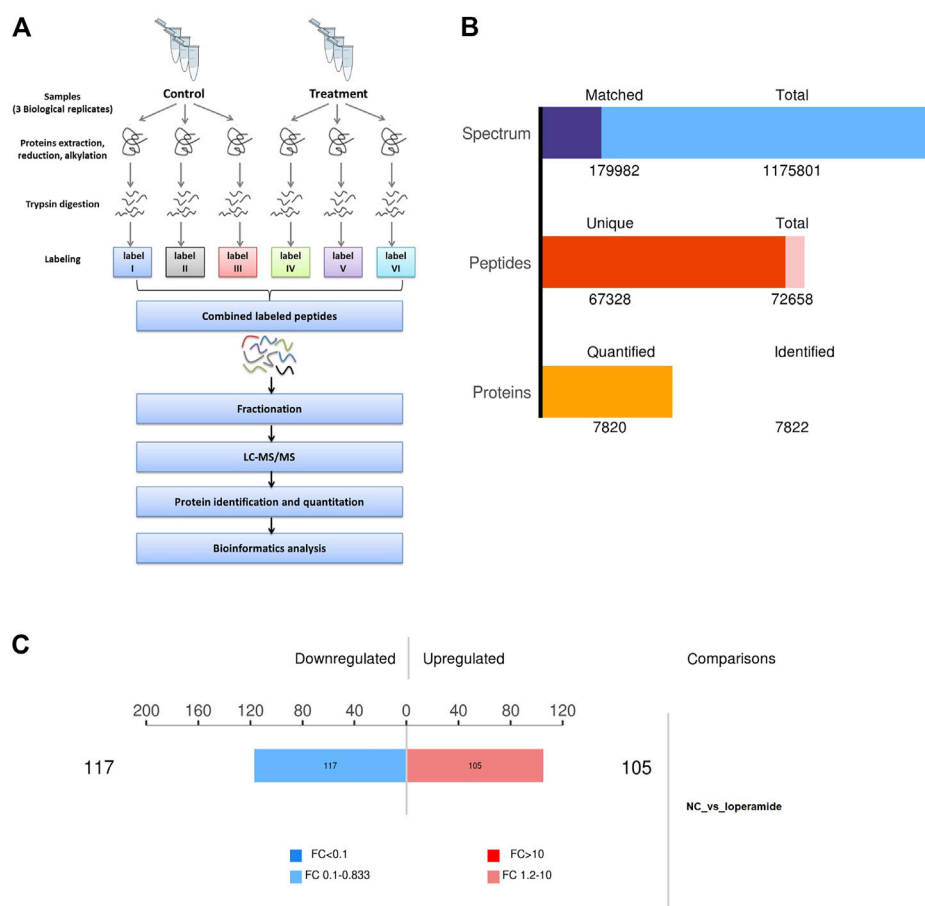 A
Samples
(3 Biological replicates)
Control
Treatment
Proteins extraction,
reduction, alkylation
Trypsin digestion
Labeling
label
I
label
II
label
III
label
IV
label
V
label
VI
Combined labeled peptides
Fractionation
LC-MS/MS
Protein identification and quantitation
Bioinformatics analysis
B
Matched Total
Spectrum
179982 1175801
Unique Total
Peptides
67328 72658
Quantified Identified
Proteins
7820 7822
C
Downregulated Upregulated Comparisons
200 160 120 80 40 0 40 80 120
117 117 105 105
NC_vs_loperamide
FC<0.1 FC>10
FC 0.1-0.833 FC 1.2-10